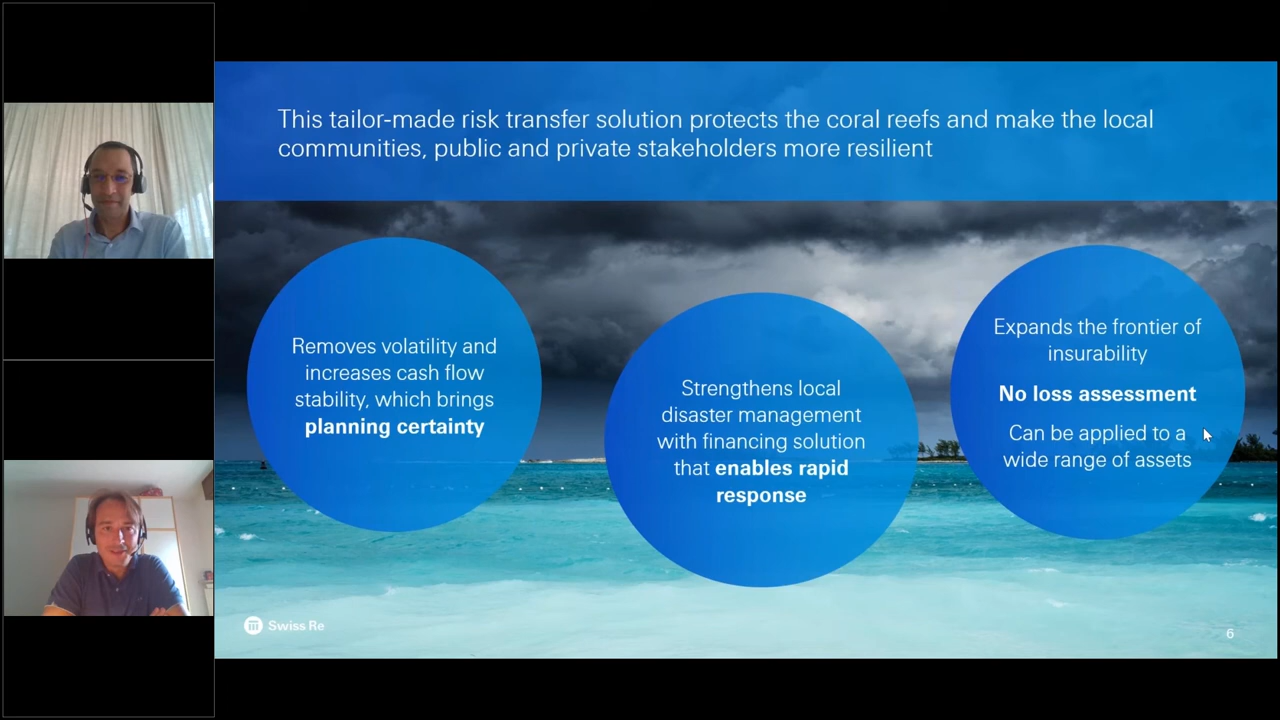 This tailor-made risk transfer solution protects the coral reefs and make the local
communities, public and private stakeholders more resilient
Removes volatility and
increases cash flow
stability, which brings
planning certainty
Strengthens local
disaster management
with financing solution
that enables rapid
response
Expands the frontier of
insurability
No loss assessment
Can be applied to a
wide range of assets
Swiss Re
6